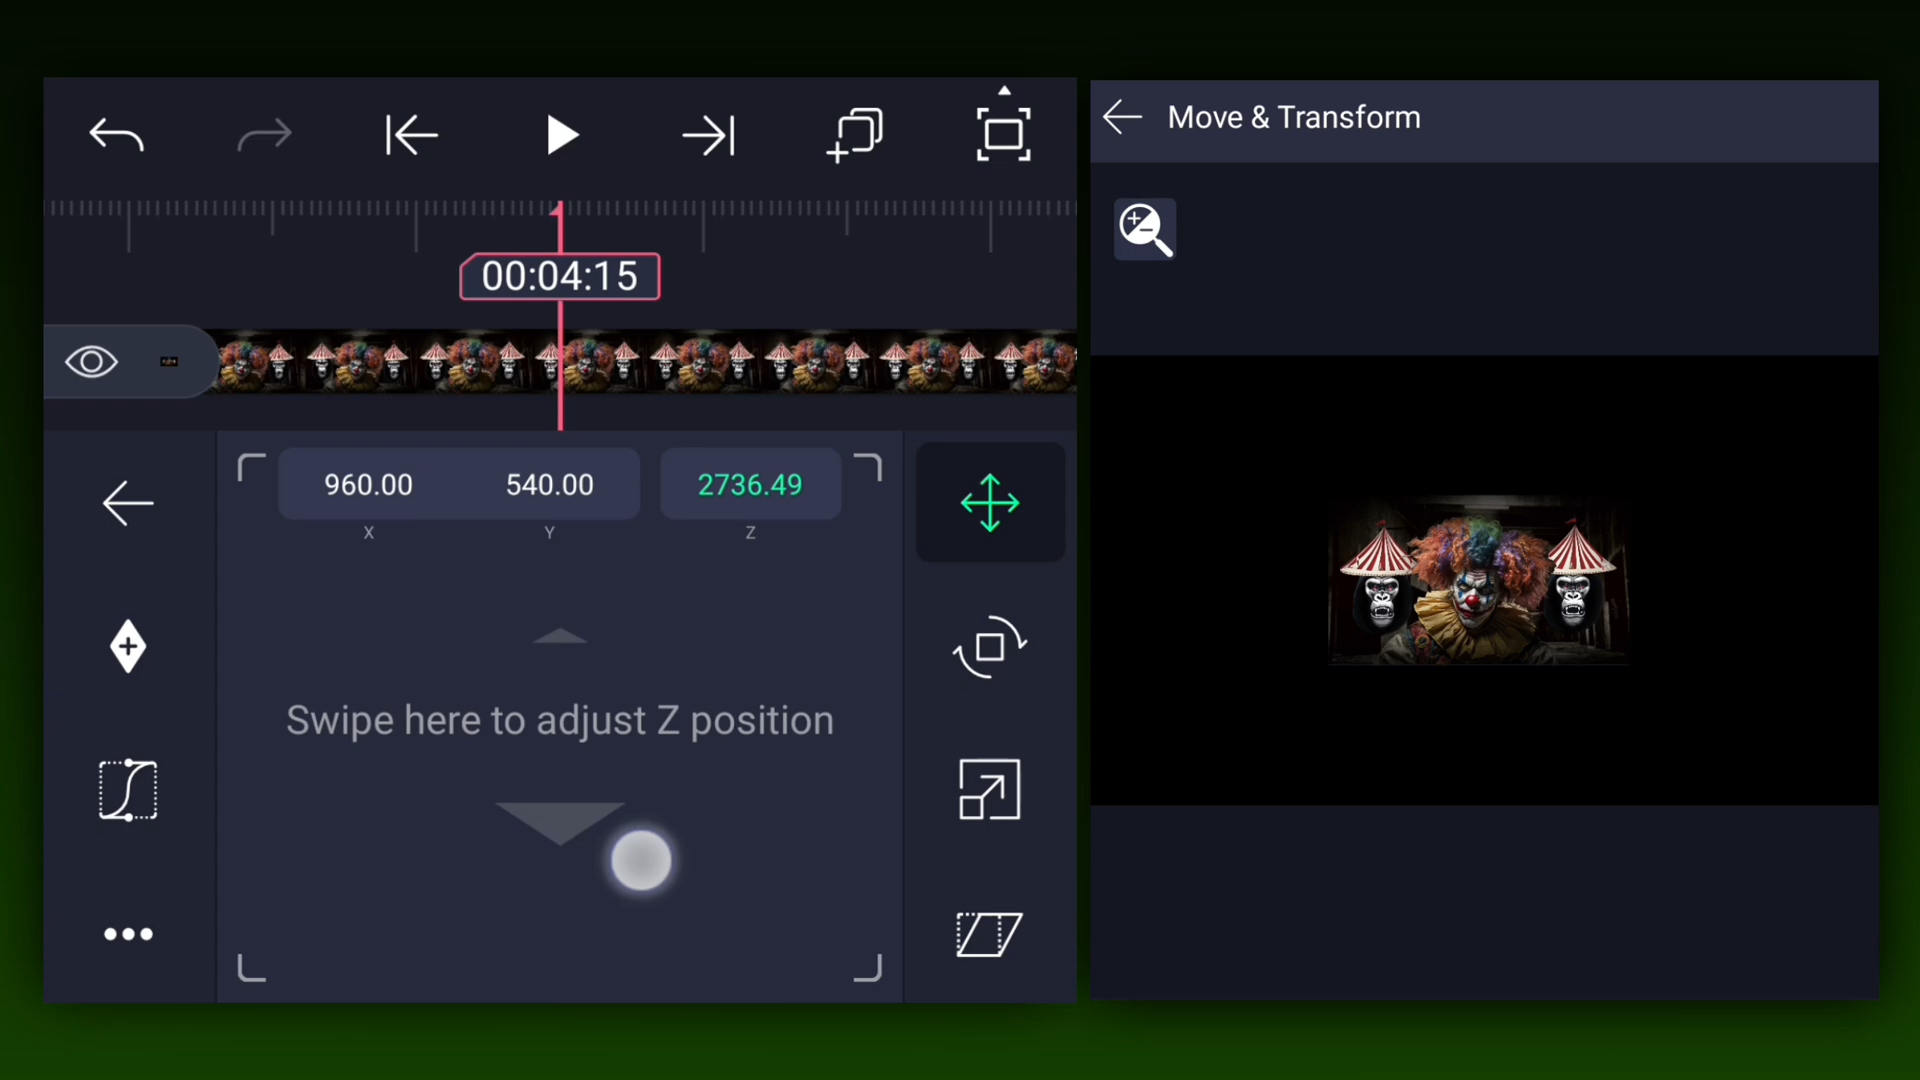 Move & Transform
00:04:15
960.00 540.00 2736.49
X Y Z
Swipe here to adjust Z position